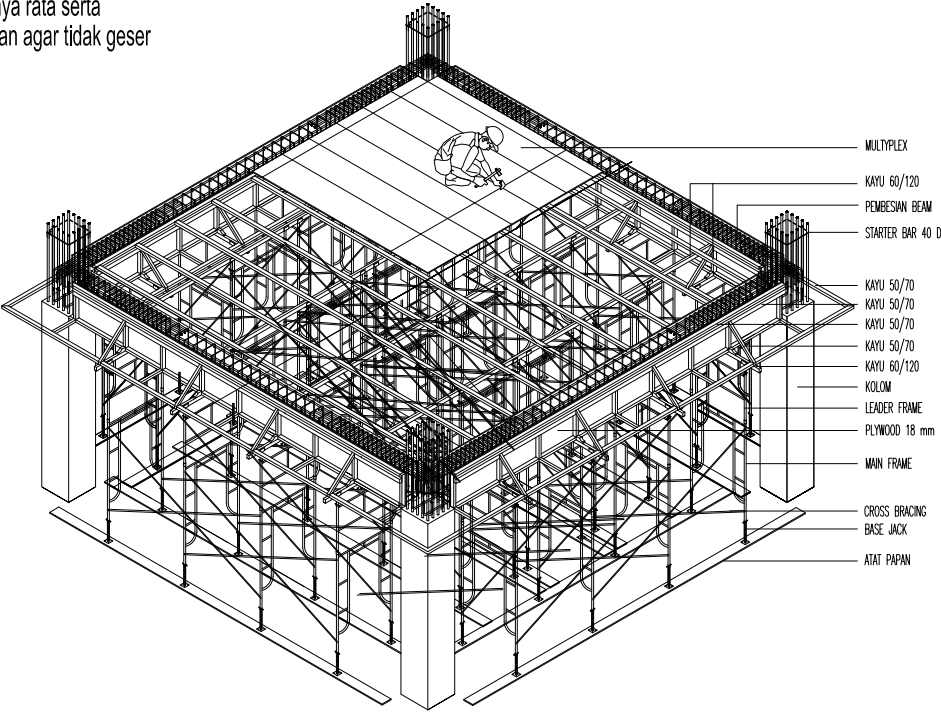 rata serta
agar tidak geser
MULTYPLEX
KAYU 60/120
PEMBESIAN BEAM
STARTER BAR 40 D
KAYU 50/70
KAYU 50/70
KAYU 50/70
KAYU 50/70
KAYU 60/120
KOLOM
LEADER FRAME
PLYWOOD 18 mm
MAIN FRAME
CROSS BRACING
BASE JACK
ATAT PAPAN